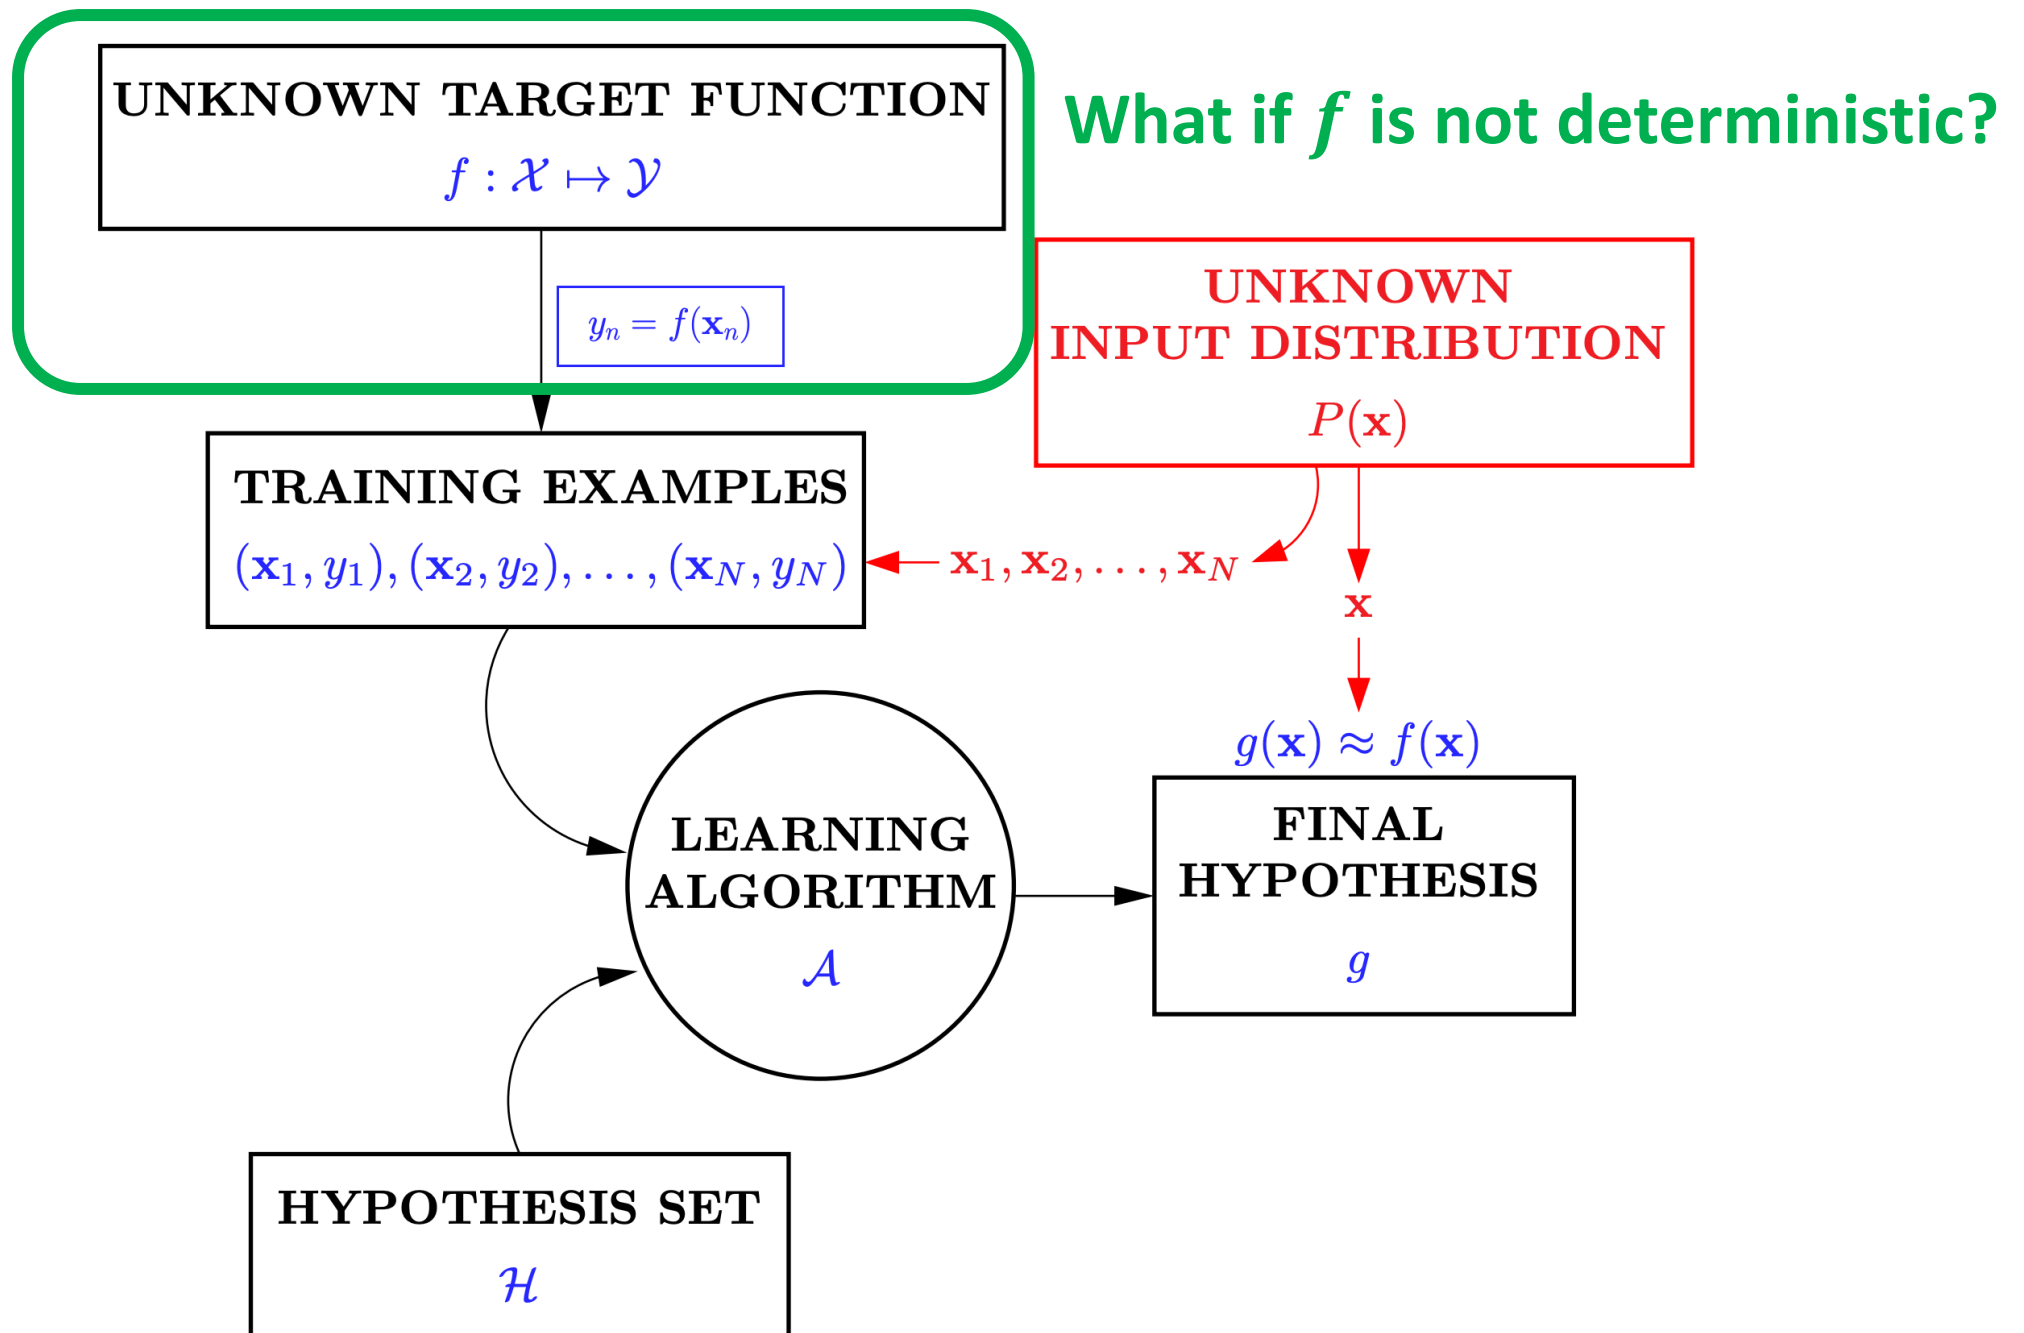 UNKNOWN TARGET FUNCTION
f : 𝒳 ↦ 𝒴
What if f is not deterministic?
yₙ = f(𝐱ₙ)
UNKNOWN
INPUT DISTRIBUTION
P(𝐱)
TRAINING EXAMPLES
(𝐱₁, y₁), (𝐱₂, y₂), . . . , (𝐱_N, y_N)
𝐱₁, 𝐱₂, . . . , 𝐱_N
𝐱
g(𝐱) ≈ f(𝐱)
LEARNING
ALGORITHM
𝒜
FINAL
HYPOTHESIS
g
HYPOTHESIS SET
ℋ